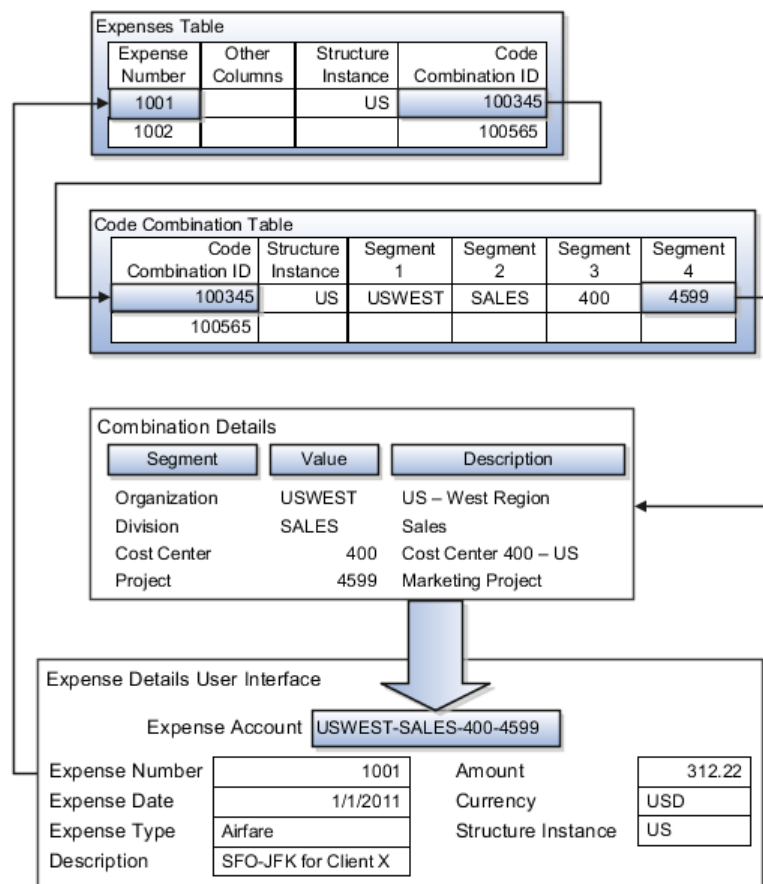 Expenses Table
Expense Other Structure Code
Number Columns Instance Combination ID
1001 US 100345
1002 100565
Code Combination Table
Code Structure Segment Segment Segment Segment
Combination ID Instance 1 2 3 4
100345 US USWEST SALES 400 4599
100565
Combination Details
Segment Value Description
Organization USWEST US – West Region
Division SALES Sales
Cost Center 400 Cost Center 400 – US
Project 4599 Marketing Project
Expense Details User Interface
Expense Account USWEST-SALES-400-4599
Expense Number 1001 Amount 312.22
Expense Date 1/1/2011 Currency USD
Expense Type Airfare Structure Instance US
Description SFO-JFK for Client X